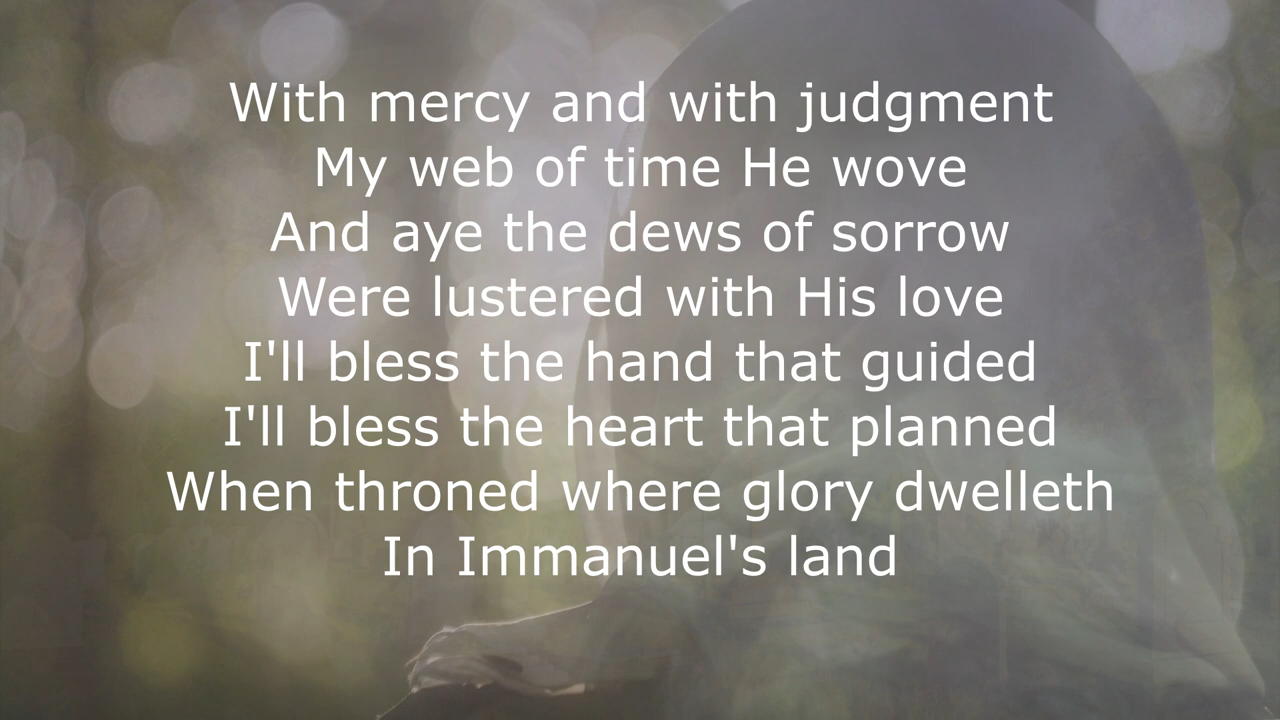 With mercy and with judgment
My web of time He wove
And aye the dews of sorrow
Were lustered with His love
I'll bless the hand that guided
I'll bless the heart that planned
When throned where glory dwelleth
In Immanuel's land